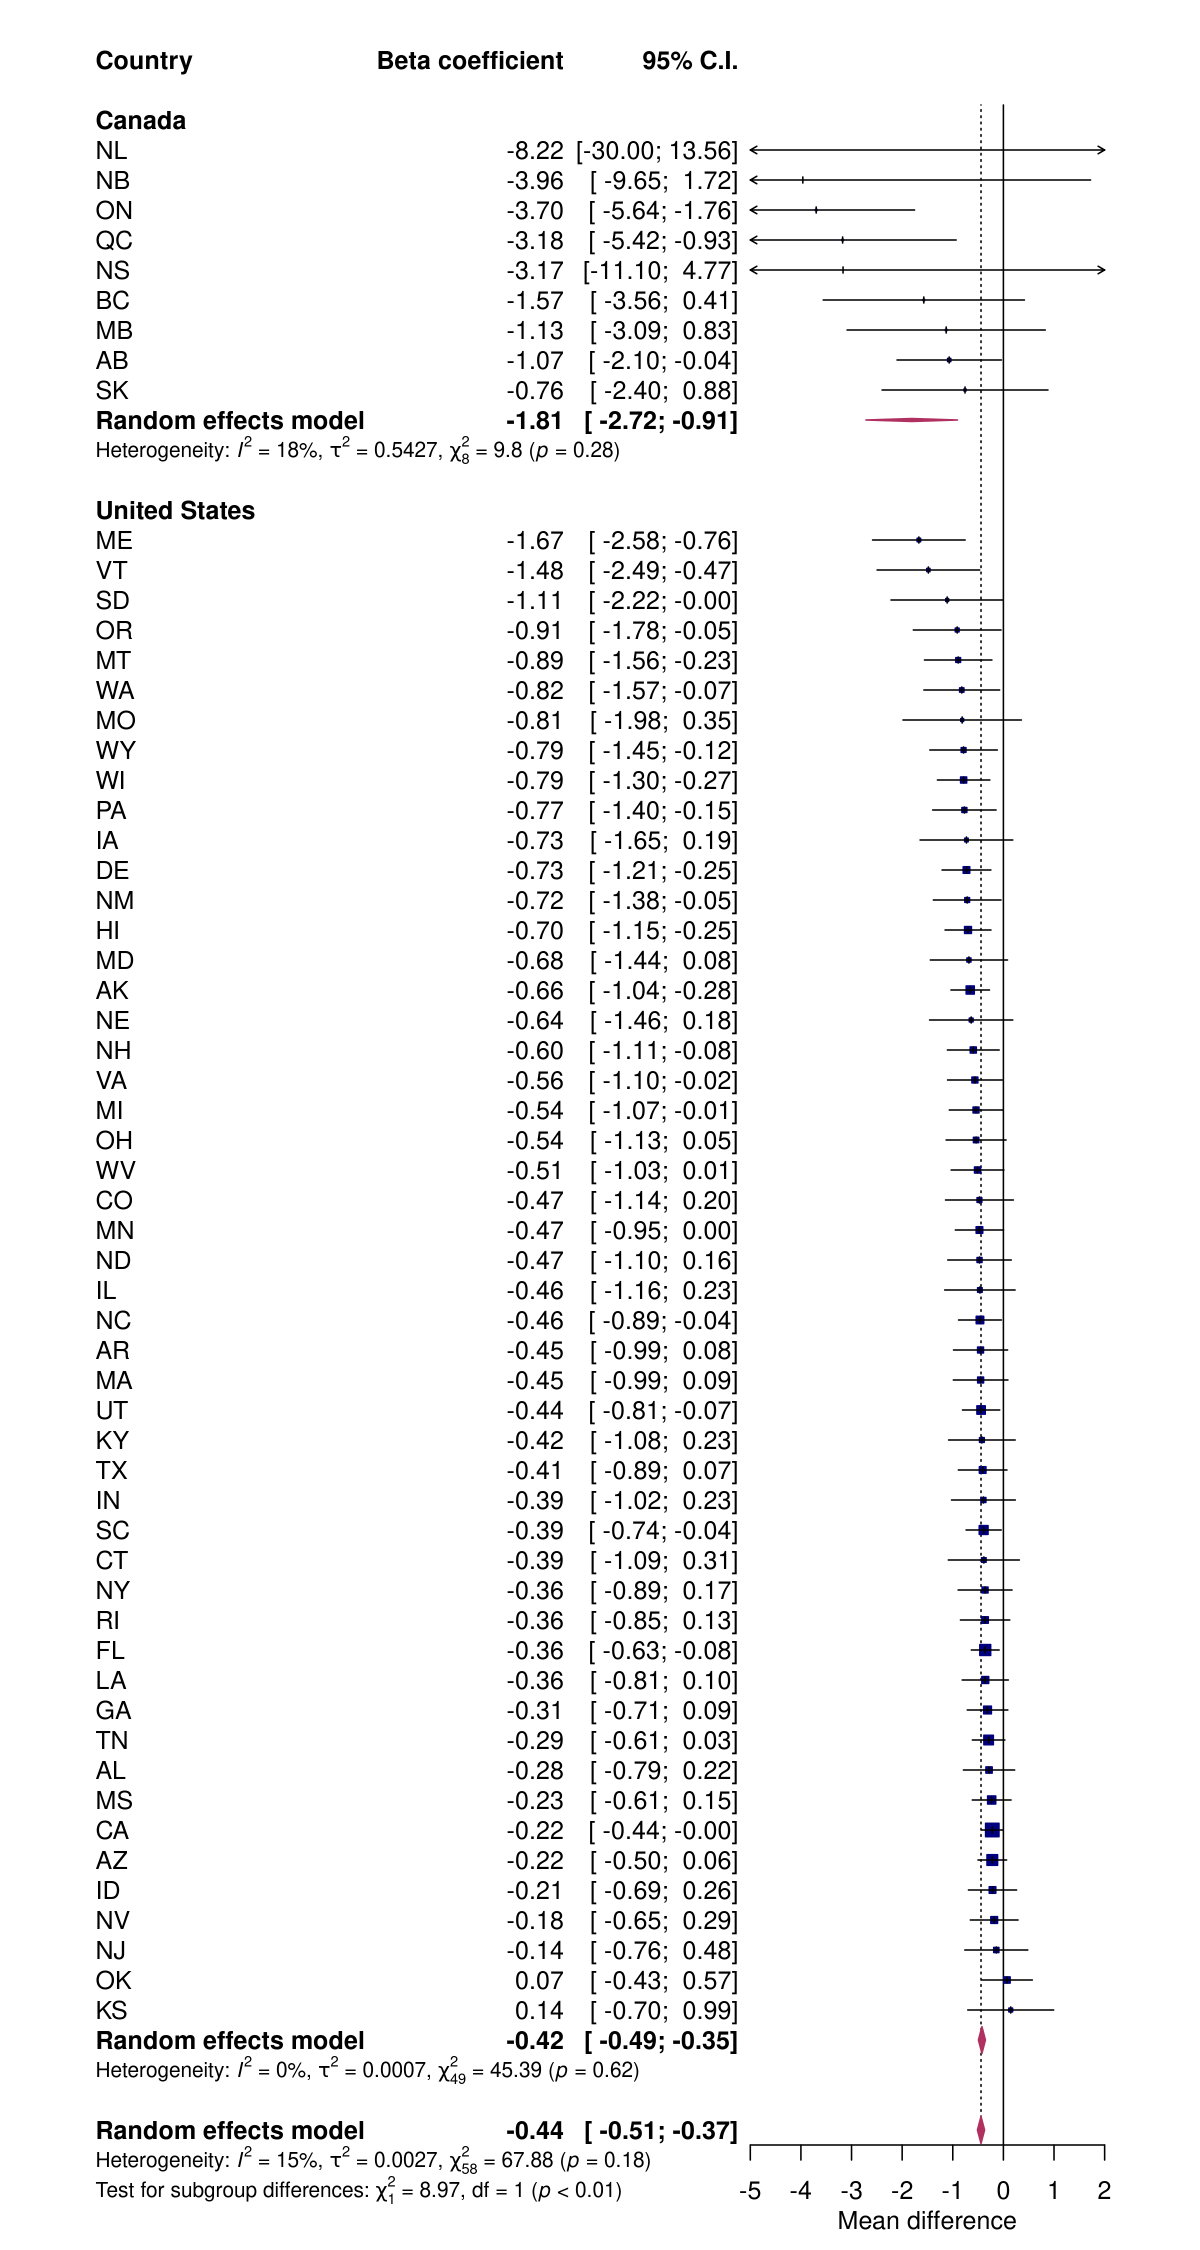 Country Beta coefficient 95% C.I.
Canada
NL -8.22 [-30.00; 13.56]
NB -3.96 [ -9.65; 1.72]
ON -3.70 [ -5.64; -1.76]
QC -3.18 [ -5.42; -0.93]
NS -3.17 [-11.10; 4.77]
BC -1.57 [ -3.56; 0.41]
MB -1.13 [ -3.09; 0.83]
AB -1.07 [ -2.10; -0.04]
SK -0.76 [ -2.40; 0.88]
Random effects model -1.81 [ -2.72; -0.91]
Heterogeneity: I² = 18%, τ² = 0.5427, χ²₈ = 9.8 (p = 0.28)
United States
ME -1.67 [ -2.58; -0.76]
VT -1.48 [ -2.49; -0.47]
SD -1.11 [ -2.22; -0.00]
OR -0.91 [ -1.78; -0.05]
MT -0.89 [ -1.56; -0.23]
WA -0.82 [ -1.57; -0.07]
MO -0.81 [ -1.98; 0.35]
WY -0.79 [ -1.45; -0.12]
WI -0.79 [ -1.30; -0.27]
PA -0.77 [ -1.40; -0.15]
IA -0.73 [ -1.65; 0.19]
DE -0.73 [ -1.21; -0.25]
NM -0.72 [ -1.38; -0.05]
HI -0.70 [ -1.15; -0.25]
MD -0.68 [ -1.44; 0.08]
AK -0.66 [ -1.04; -0.28]
NE -0.64 [ -1.46; 0.18]
NH -0.60 [ -1.11; -0.08]
VA -0.56 [ -1.10; -0.02]
MI -0.54 [ -1.07; -0.01]
OH -0.54 [ -1.13; 0.05]
WV -0.51 [ -1.03; 0.01]
CO -0.47 [ -1.14; 0.20]
MN -0.47 [ -0.95; 0.00]
ND -0.47 [ -1.10; 0.16]
IL -0.46 [ -1.16; 0.23]
NC -0.46 [ -0.89; -0.04]
AR -0.45 [ -0.99; 0.08]
MA -0.45 [ -0.99; 0.09]
UT -0.44 [ -0.81; -0.07]
KY -0.42 [ -1.08; 0.23]
TX -0.41 [ -0.89; 0.07]
IN -0.39 [ -1.02; 0.23]
SC -0.39 [ -0.74; -0.04]
CT -0.39 [ -1.09; 0.31]
NY -0.36 [ -0.89; 0.17]
RI -0.36 [ -0.85; 0.13]
FL -0.36 [ -0.63; -0.08]
LA -0.36 [ -0.81; 0.10]
GA -0.31 [ -0.71; 0.09]
TN -0.29 [ -0.61; 0.03]
AL -0.28 [ -0.79; 0.22]
MS -0.23 [ -0.61; 0.15]
CA -0.22 [ -0.44; -0.00]
AZ -0.22 [ -0.50; 0.06]
ID -0.21 [ -0.69; 0.26]
NV -0.18 [ -0.65; 0.29]
NJ -0.14 [ -0.76; 0.48]
OK 0.07 [ -0.43; 0.57]
KS 0.14 [ -0.70; 0.99]
Random effects model -0.42 [ -0.49; -0.35]
Heterogeneity: I² = 0%, τ² = 0.0007, χ²₄₉ = 45.39 (p = 0.62)
Random effects model -0.44 [ -0.51; -0.37]
Heterogeneity: I² = 15%, τ² = 0.0027, χ²₅₈ = 67.88 (p = 0.18)
Test for subgroup differences: χ²₁ = 8.97, df = 1 (p < 0.01)
-5 -4 -3 -2 -1 0 1 2
Mean difference